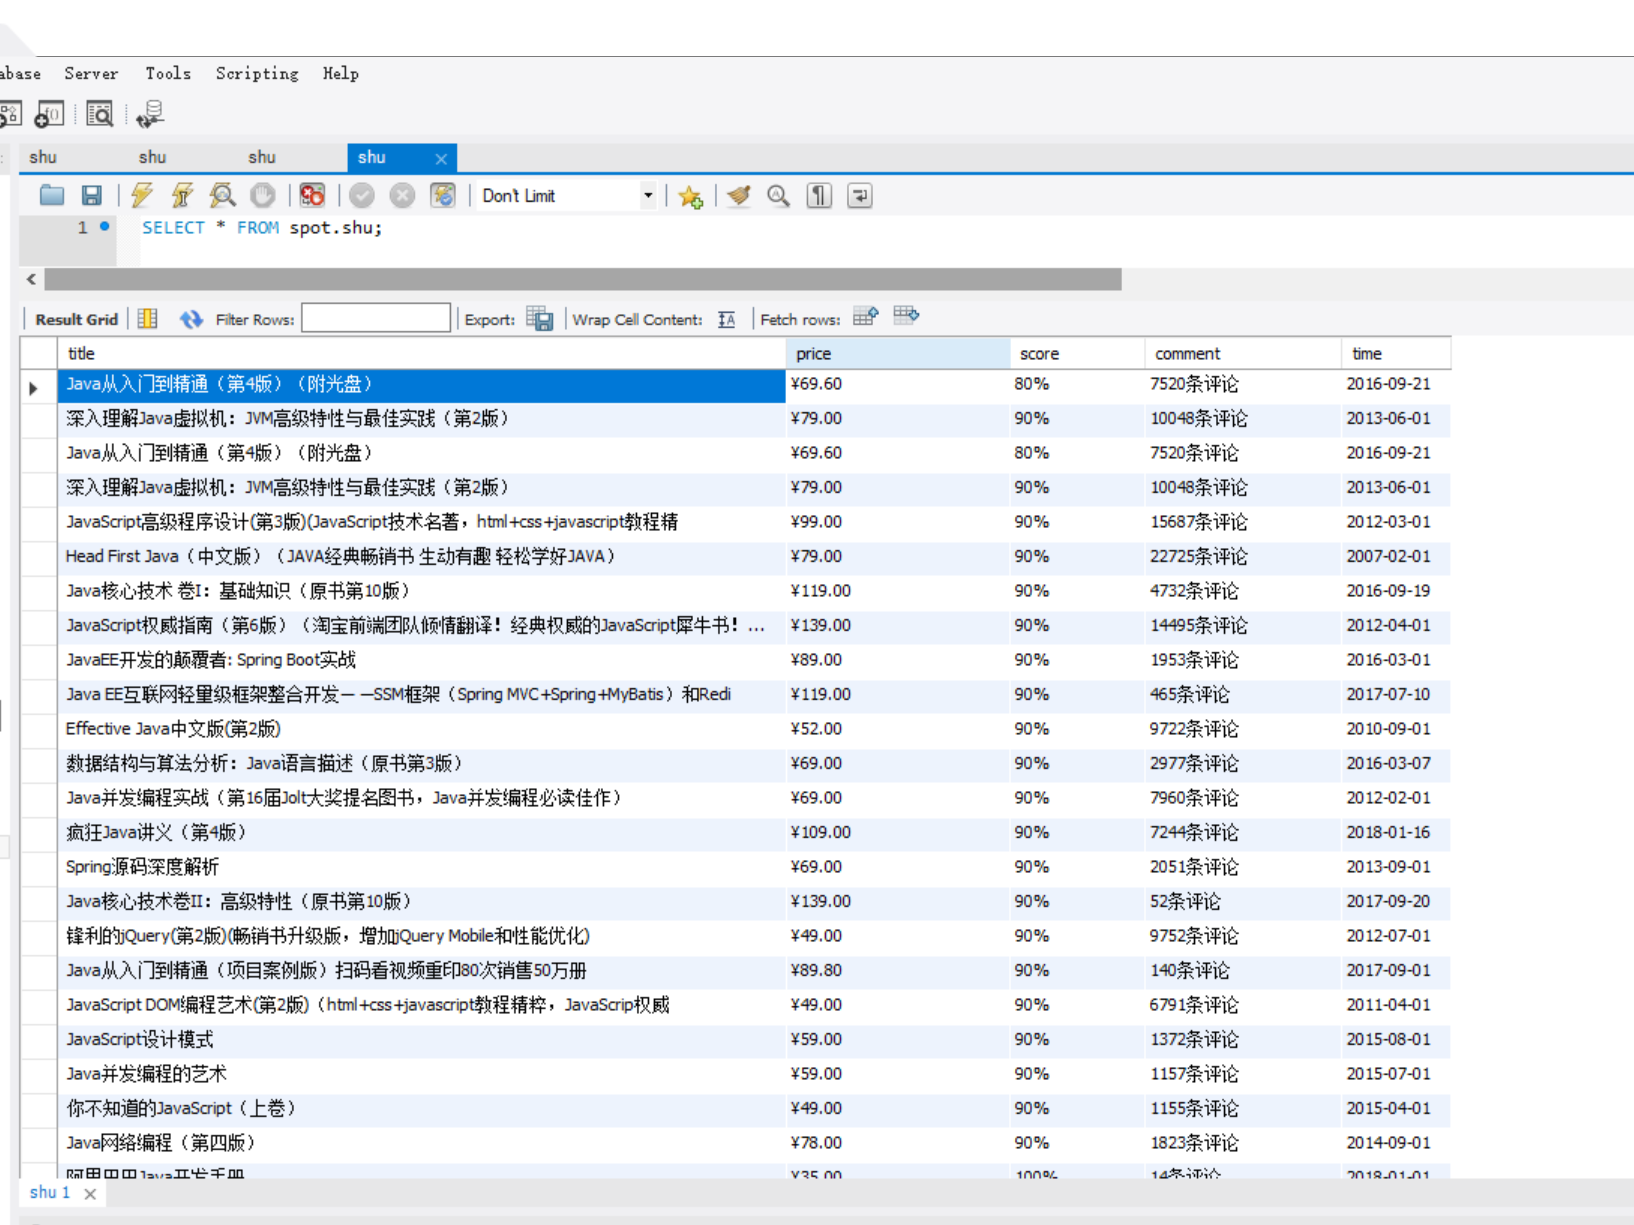 abase Server Tools Scripting Help
shu shu shu shu
Don't Limit
1 SELECT * FROM spot.shu;
Result Grid Filter Rows: Export: Wrap Cell Content: Fetch rows:
title price score comment time
Java从入门到精通（第4版）（附光盘） ¥69.60 80% 7520条评论 2016-09-21
深入理解Java虚拟机：JVM高级特性与最佳实践（第2版） ¥79.00 90% 10048条评论 2013-06-01
Java从入门到精通（第4版）（附光盘） ¥69.60 80% 7520条评论 2016-09-21
深入理解Java虚拟机：JVM高级特性与最佳实践（第2版） ¥79.00 90% 10048条评论 2013-06-01
JavaScript高级程序设计(第3版)(JavaScript技术名著，html+css+javascript教程精 ¥99.00 90% 15687条评论 2012-03-01
Head First Java（中文版）（JAVA经典畅销书 生动有趣 轻松学好JAVA） ¥79.00 90% 22725条评论 2007-02-01
Java核心技术 卷I：基础知识（原书第10版） ¥119.00 90% 4732条评论 2016-09-19
JavaScript权威指南（第6版）（淘宝前端团队倾情翻译！经典权威的JavaScript犀牛书！... ¥139.00 90% 14495条评论 2012-04-01
JavaEE开发的颠覆者: Spring Boot实战 ¥89.00 90% 1953条评论 2016-03-01
Java EE互联网轻量级框架整合开发— —SSM框架（Spring MVC+Spring+MyBatis）和Redi ¥119.00 90% 465条评论 2017-07-10
Effective Java中文版(第2版) ¥52.00 90% 9722条评论 2010-09-01
数据结构与算法分析：Java语言描述（原书第3版） ¥69.00 90% 2977条评论 2016-03-07
Java并发编程实战（第16届Jolt大奖提名图书，Java并发编程必读佳作） ¥69.00 90% 7960条评论 2012-02-01
疯狂Java讲义（第4版） ¥109.00 90% 7244条评论 2018-01-16
Spring源码深度解析 ¥69.00 90% 2051条评论 2013-09-01
Java核心技术卷II：高级特性（原书第10版） ¥139.00 90% 52条评论 2017-09-20
锋利的jQuery(第2版)(畅销书升级版，增加jQuery Mobile和性能优化) ¥49.00 90% 9752条评论 2012-07-01
Java从入门到精通（项目案例版）扫码看视频重印80次销售50万册 ¥89.80 90% 140条评论 2017-09-01
JavaScript DOM编程艺术(第2版)（html+css+javascript教程精粹，JavaScrip权威 ¥49.00 90% 6791条评论 2011-04-01
JavaScript设计模式 ¥59.00 90% 1372条评论 2015-08-01
Java并发编程的艺术 ¥59.00 90% 1157条评论 2015-07-01
你不知道的JavaScript（上卷） ¥49.00 90% 1155条评论 2015-04-01
Java网络编程（第四版） ¥78.00 90% 1823条评论 2014-09-01
阿里巴巴Java开发手册 ¥35.00 100% 14条评论 2018-01-01
shu 1